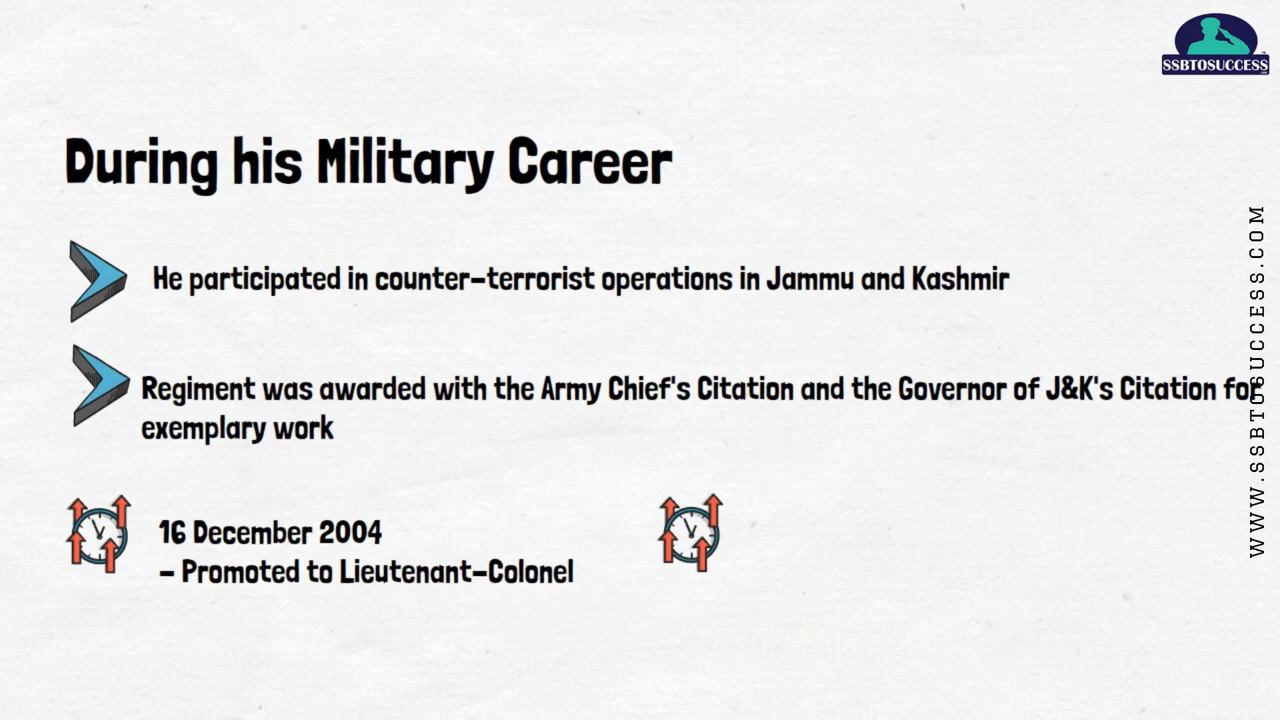 SSBTOSUCCESS
During his Military Career
He participated in counter-terrorist operations in Jammu and Kashmir
Regiment was awarded with the Army Chief's Citation and the Governor of J&K's Citation for
exemplary work
16 December 2004
- Promoted to Lieutenant-Colonel
WWW.SSBTOSUCCESS.COM